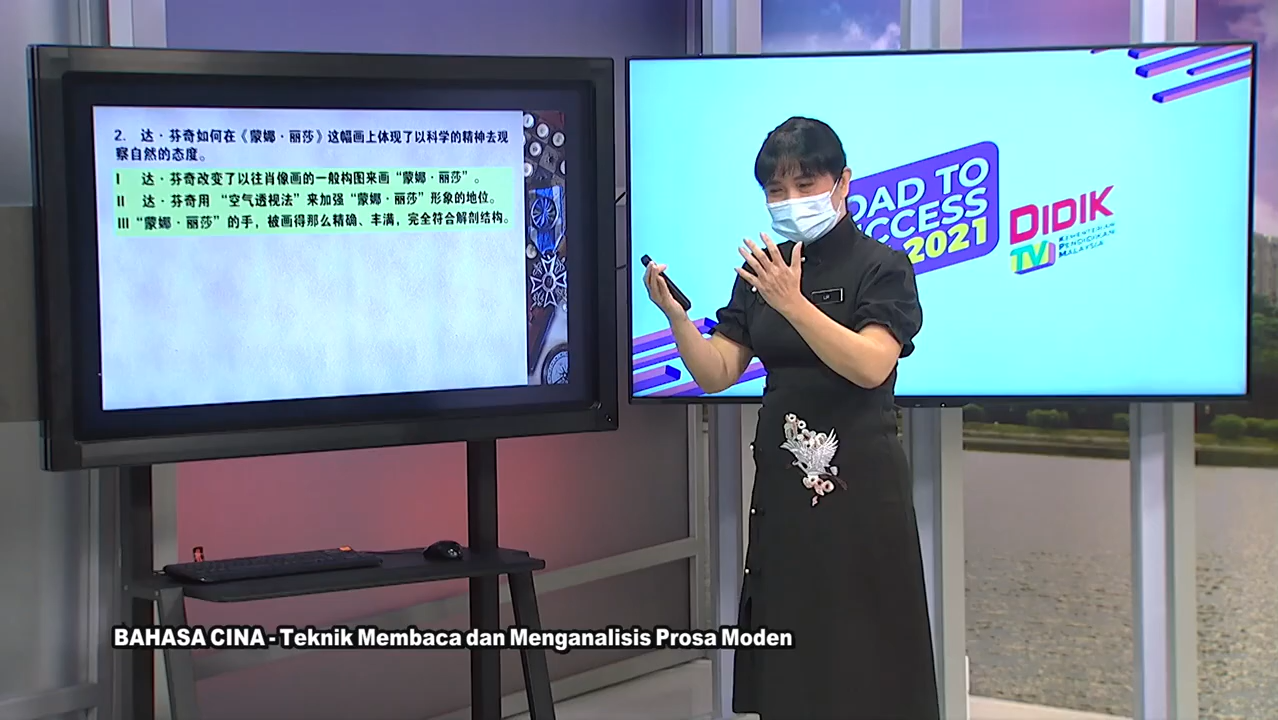 2. 达·芬奇如何在《蒙娜·丽莎》这幅画上体现了以科学的精神去观
察自然的态度。
I 达·芬奇改变了以往肖像画的一般构图来画“蒙娜·丽莎”。
II 达·芬奇用 “空气透视法”来加强 “蒙娜·丽莎”形象的地位。
III “蒙娜·丽莎”的手，被画得那么精确、丰满，完全符合解剖结构。
OAD TO
CCESS
2021
DIDIK
TV
KEMENTERIAN
PENDIDIKAN
MALAYSIA
BAHASA CINA - Teknik Membaca dan Menganalisis Prosa Moden